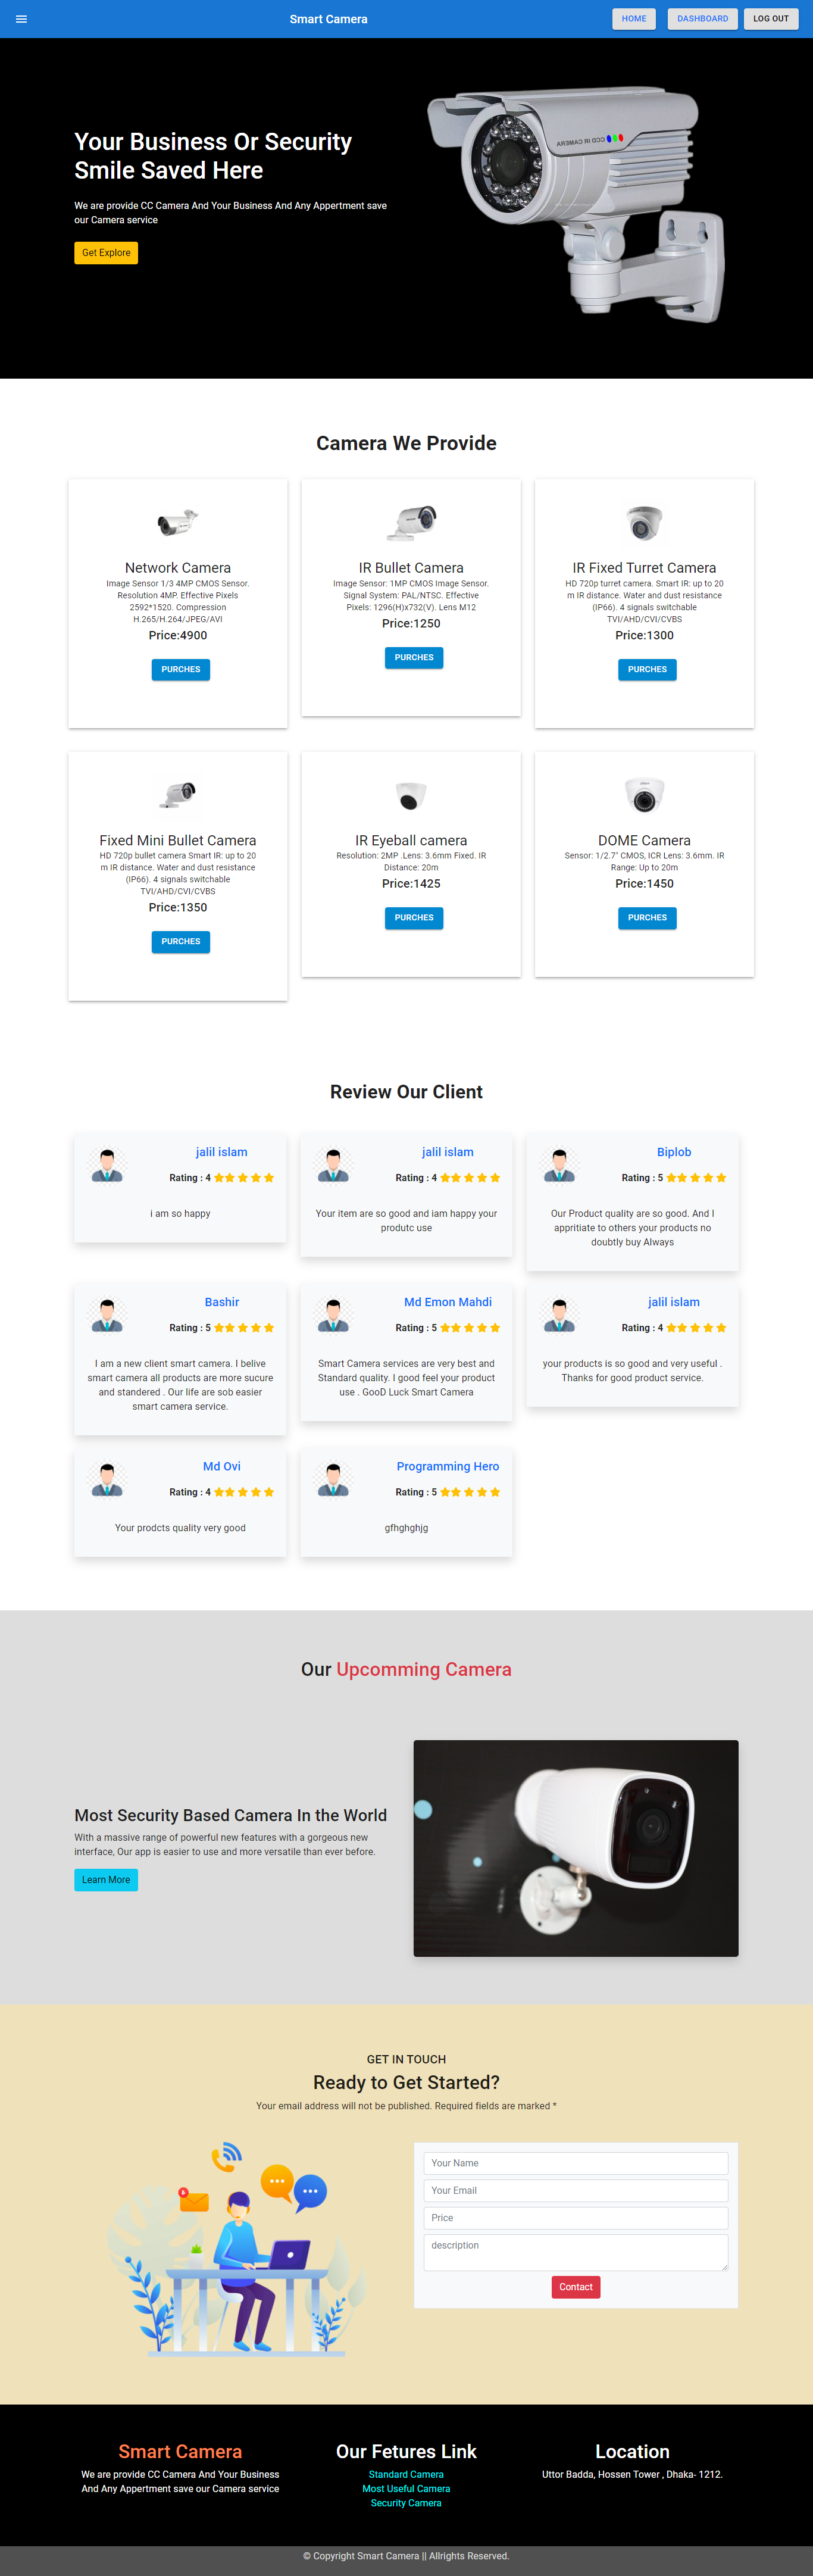 Smart Camera
HOME
DASHBOARD
LOG OUT
Your Business Or Security
Smile Saved Here
We are provide CC Camera And Your Business And Any Appertment save
our Camera service
Get Explore
CCD IR CAMERA
Camera We Provide
Network Camera
Image Sensor 1/3 4MP CMOS Sensor.
Resolution 4MP. Effective Pixels
2592*1520. Compression
H.265/H.264/JPEG/AVI
Price:4900
PURCHES
IR Bullet Camera
Image Sensor: 1MP CMOS Image Sensor.
Signal System: PAL/NTSC. Effective
Pixels: 1296(H)x732(V). Lens M12
Price:1250
PURCHES
IR Fixed Turret Camera
HD 720p turret camera. Smart IR: up to 20
m IR distance. Water and dust resistance
(IP66). 4 signals switchable
TVI/AHD/CVI/CVBS
Price:1300
PURCHES
Fixed Mini Bullet Camera
HD 720p bullet camera Smart IR: up to 20
m IR distance. Water and dust resistance
(IP66). 4 signals switchable
TVI/AHD/CVI/CVBS
Price:1350
PURCHES
IR Eyeball camera
Resolution: 2MP .Lens: 3.6mm Fixed. IR
Distance: 20m
Price:1425
PURCHES
DOME Camera
Sensor: 1/2.7" CMOS, ICR Lens: 3.6mm. IR
Range: Up to 20m
Price:1450
PURCHES
Review Our Client
jalil islam
Rating : 4
i am so happy
jalil islam
Rating : 4
Your item are so good and iam happy your
produtc use
Biplob
Rating : 5
Our Product quality are so good. And I
appritiate to others your products no
doubtly buy Always
Bashir
Rating : 5
I am a new client smart camera. I belive
smart camera all products are more sucure
and standered . Our life are sob easier
smart camera service.
Md Emon Mahdi
Rating : 5
Smart Camera services are very best and
Standard quality. I good feel your product
use . GooD Luck Smart Camera
jalil islam
Rating : 4
your products is so good and very useful .
Thanks for good product service.
Md Ovi
Rating : 4
Your prodcts quality very good
Programming Hero
Rating : 5
gfhghghjg
Our Upcomming Camera
Most Security Based Camera In the World
With a massive range of powerful new features with a gorgeous new
interface, Our app is easier to use and more versatile than ever before.
Learn More
GET IN TOUCH
Ready to Get Started?
Your email address will not be published. Required fields are marked *
Your Name
Your Email
Price
description
Contact
Smart Camera
We are provide CC Camera And Your Business
And Any Appertment save our Camera service
Our Fetures Link
Standard Camera
Most Useful Camera
Security Camera
Location
Uttor Badda, Hossen Tower , Dhaka- 1212.
© Copyright Smart Camera || Allrights Reserved.